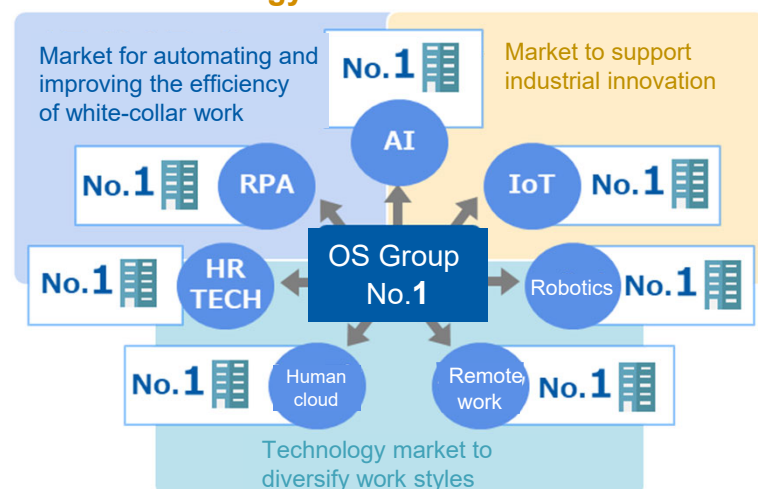 Market for automating and
improving the efficiency
of white-collar work
No.1
AI
Market to support
industrial innovation
No.1
RPA
IoT
No.1
OS Group
No.1
No.1
HR
TECH
Robotics
No.1
No.1
Human
cloud
Remote
work
No.1
Technology market to
diversify work styles